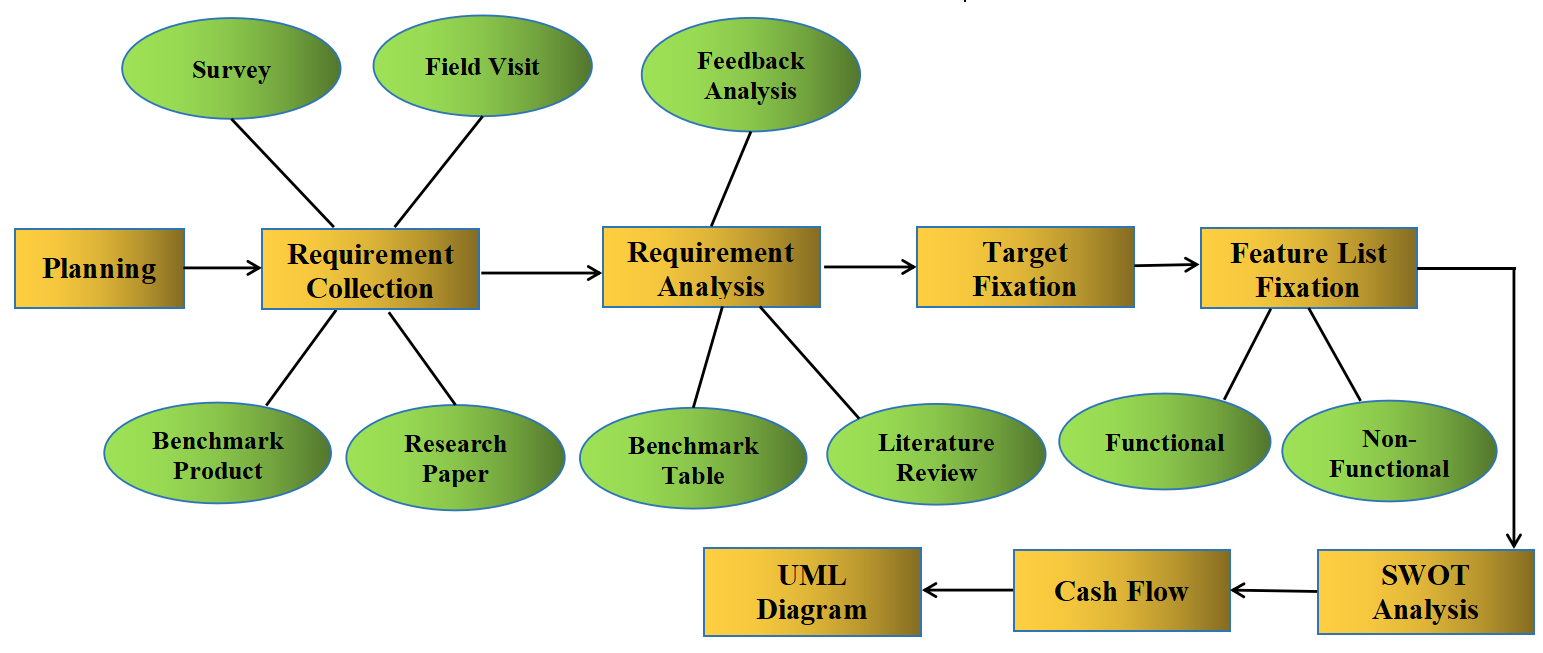 Survey
Field Visit
Feedback
Analysis
Planning
Requirement
Collection
Requirement
Analysis
Target
Fixation
Feature List
Fixation
Benchmark
Product
Research
Paper
Benchmark
Table
Literature
Review
Functional
Non-
Functional
UML
Diagram
Cash Flow
SWOT
Analysis